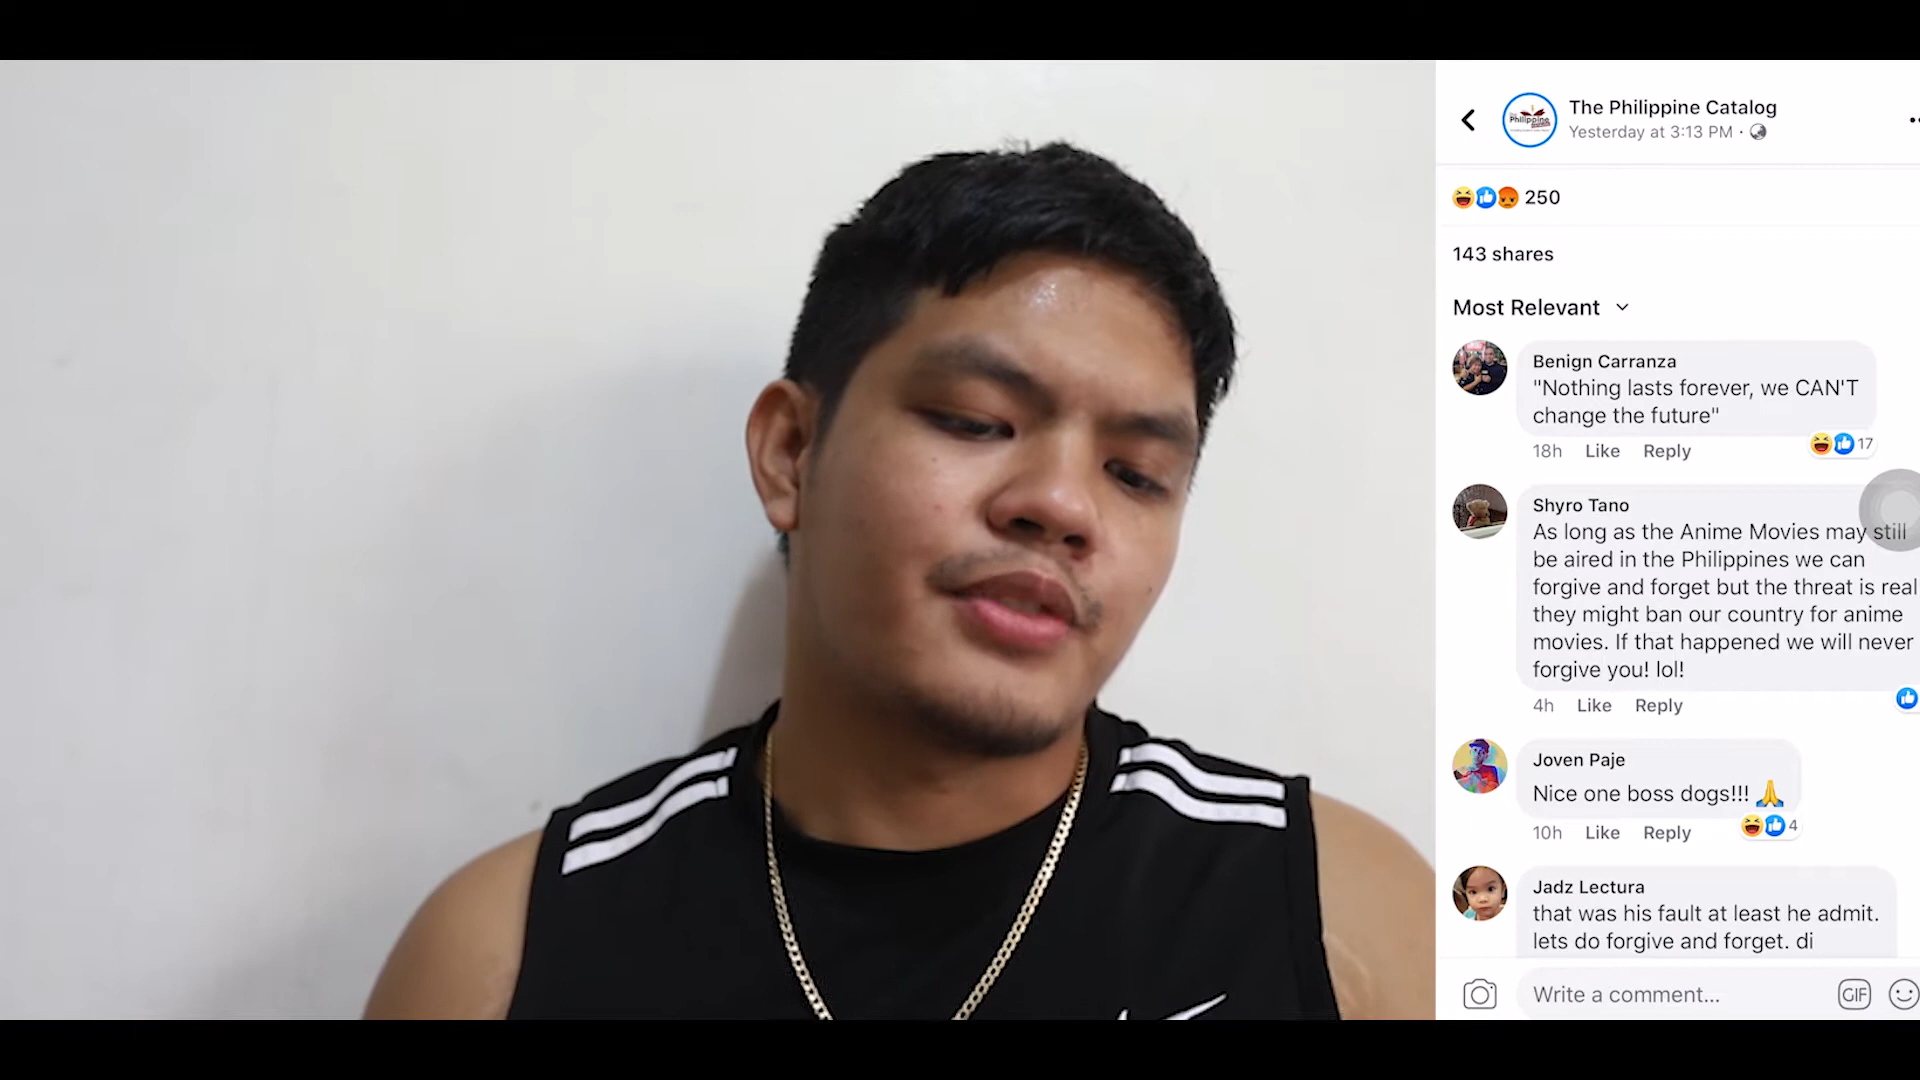 The Philippine Catalog
Yesterday at 3:13 PM ·
Philippine
250
143 shares
Most Relevant
Benign Carranza
"Nothing lasts forever, we CAN'T
change the future"
18h Like Reply 17
Shyro Tano
As long as the Anime Movies may still
be aired in the Philippines we can
forgive and forget but the threat is real
they might ban our country for anime
movies. If that happened we will never
forgive you! lol!
4h Like Reply
Joven Paje
Nice one boss dogs!!! 🙏
10h Like Reply 4
Jadz Lectura
that was his fault at least he admit.
lets do forgive and forget. di
Write a comment...
GIF